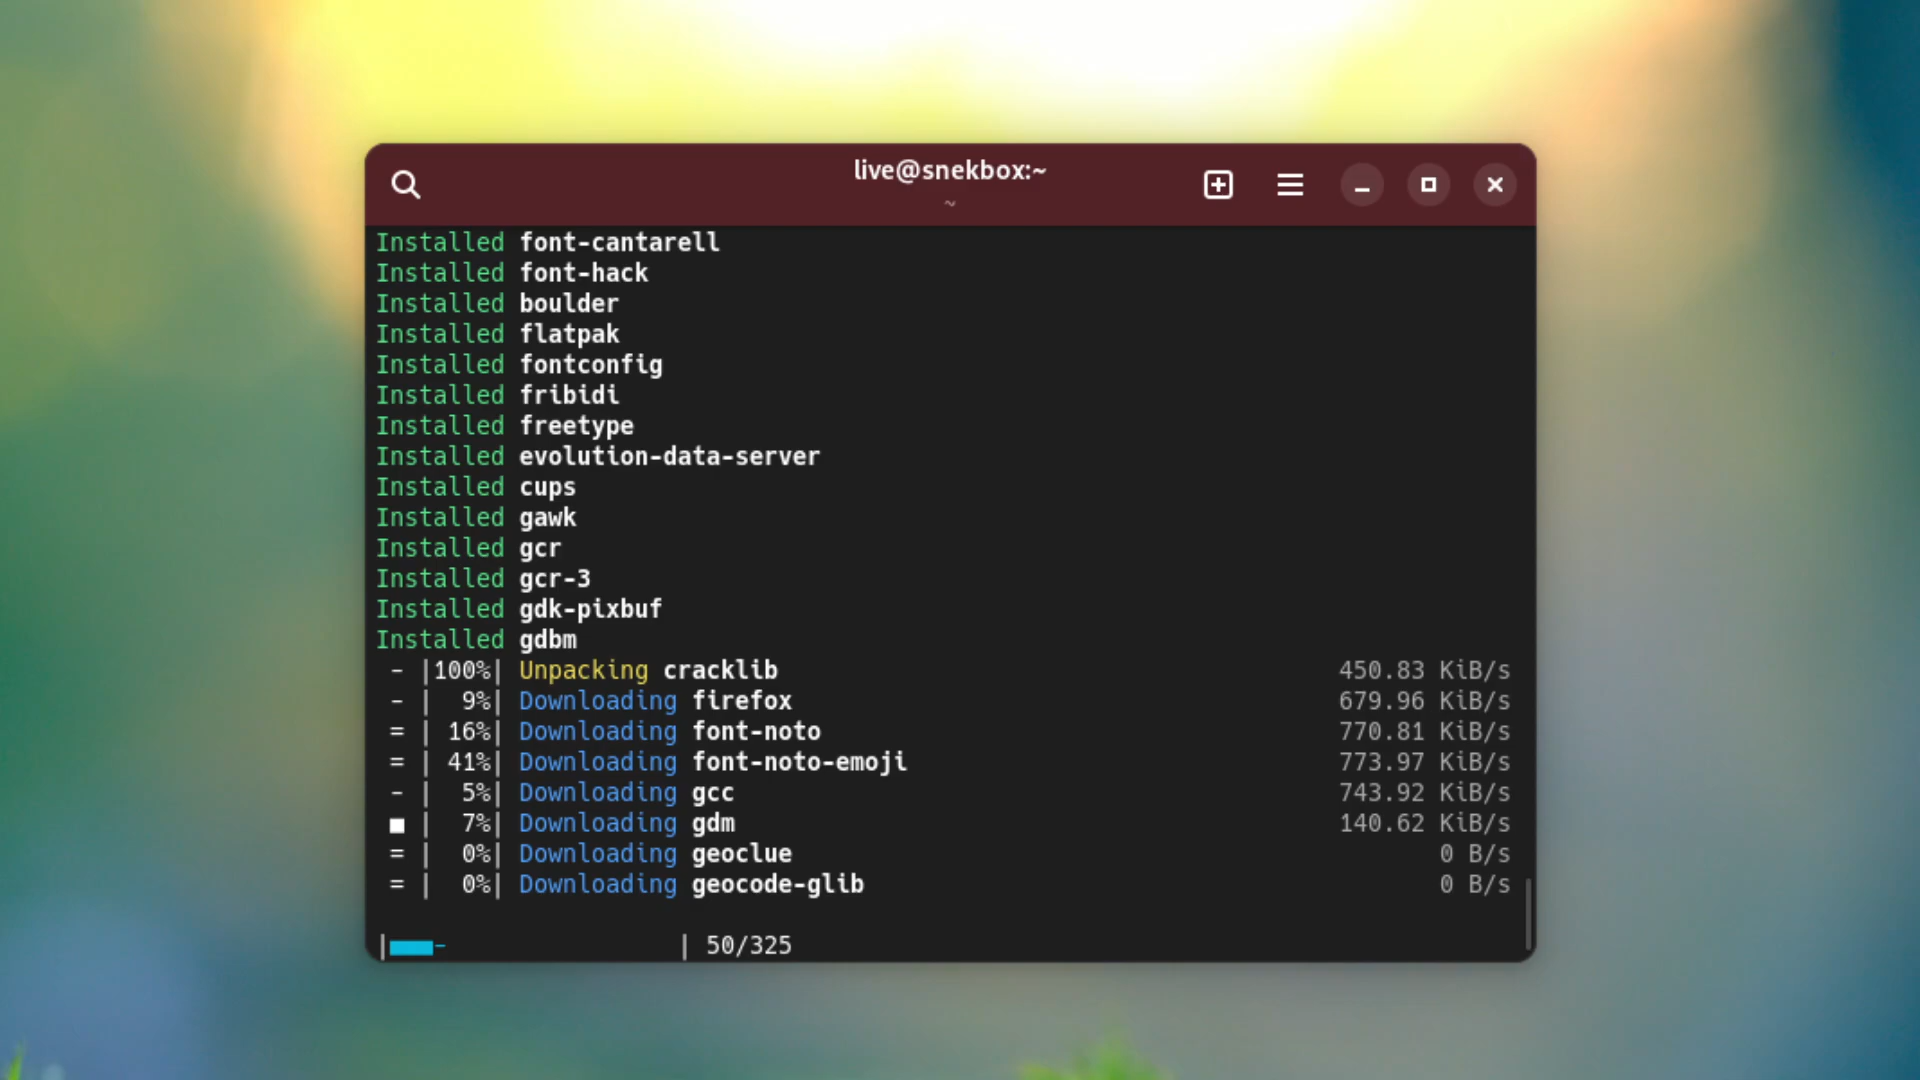 live@snekbox:~
~
Installed font-cantarell
Installed font-hack
Installed boulder
Installed flatpak
Installed fontconfig
Installed fribidi
Installed freetype
Installed evolution-data-server
Installed cups
Installed gawk
Installed gcr
Installed gcr-3
Installed gdk-pixbuf
Installed gdbm
- |100%| Unpacking cracklib 450.83 KiB/s
- | 9%| Downloading firefox 679.96 KiB/s
= | 16%| Downloading font-noto 770.81 KiB/s
= | 41%| Downloading font-noto-emoji 773.97 KiB/s
- | 5%| Downloading gcc 743.92 KiB/s
■ | 7%| Downloading gdm 140.62 KiB/s
= | 0%| Downloading geoclue 0 B/s
= | 0%| Downloading geocode-glib 0 B/s
|■■■- | 50/325